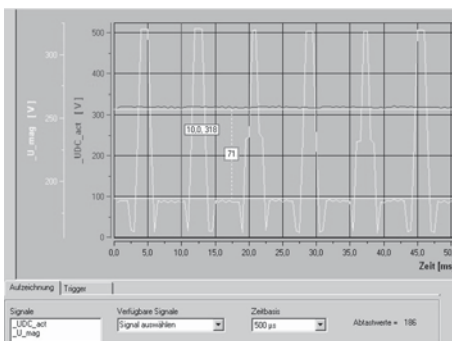 _U_mag [V]
300
250
200
_UDC_act [V]
500
400
300
200
100
0
10,0, 318
71
0,0 5,0 10,0 15,0 20,0 25,0 30,0 35,0 40,0 45,0 50,0
Zeit [ms
Aufzeichnung Trigger
Signale
_UDC_act
_U_mag
Verfügbare Signale
Signal auswählen
Zeitbasis
500 µs
Abtastwerte = 186